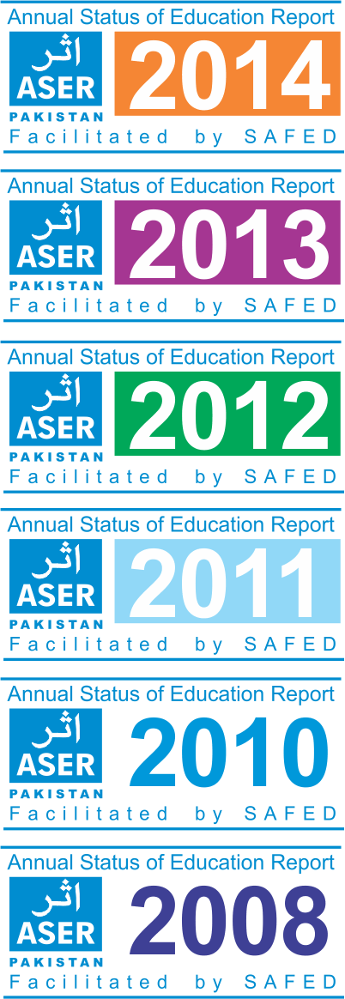 Annual Status of Education Report
اثر
ASER
2014
PAKISTAN
Facilitated by SAFED
Annual Status of Education Report
اثر
ASER
2013
PAKISTAN
Facilitated by SAFED
Annual Status of Education Report
اثر
ASER
2012
PAKISTAN
Facilitated by SAFED
Annual Status of Education Report
اثر
ASER
2011
PAKISTAN
Facilitated by SAFED
Annual Status of Education Report
اثر
ASER
2010
PAKISTAN
Facilitated by SAFED
Annual Status of Education Report
اثر
ASER
2008
PAKISTAN
Facilitated by SAFED